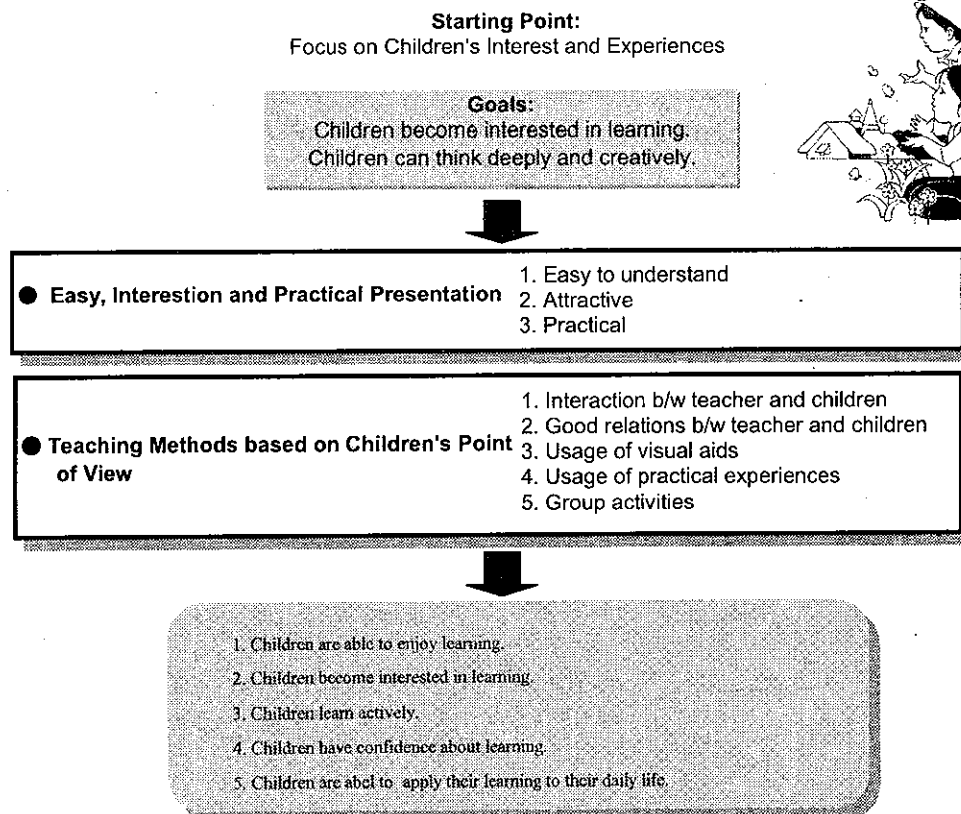 Starting Point:
Focus on Children's Interest and Experiences
Goals:
Children become interested in learning.
Children can think deeply and creatively.
● Easy, Interestion and Practical Presentation
1. Easy to understand
2. Attractive
3. Practical
● Teaching Methods based on Children's Point
of View
1. Interaction b/w teacher and children
2. Good relations b/w teacher and children
3. Usage of visual aids
4. Usage of practical experiences
5. Group activities
1. Children are able to enjoy learning.
2. Children become interested in learning.
3. Children learn actively.
4. Children have confidence about learning.
5. Children are abel to apply their learning to their daily life.